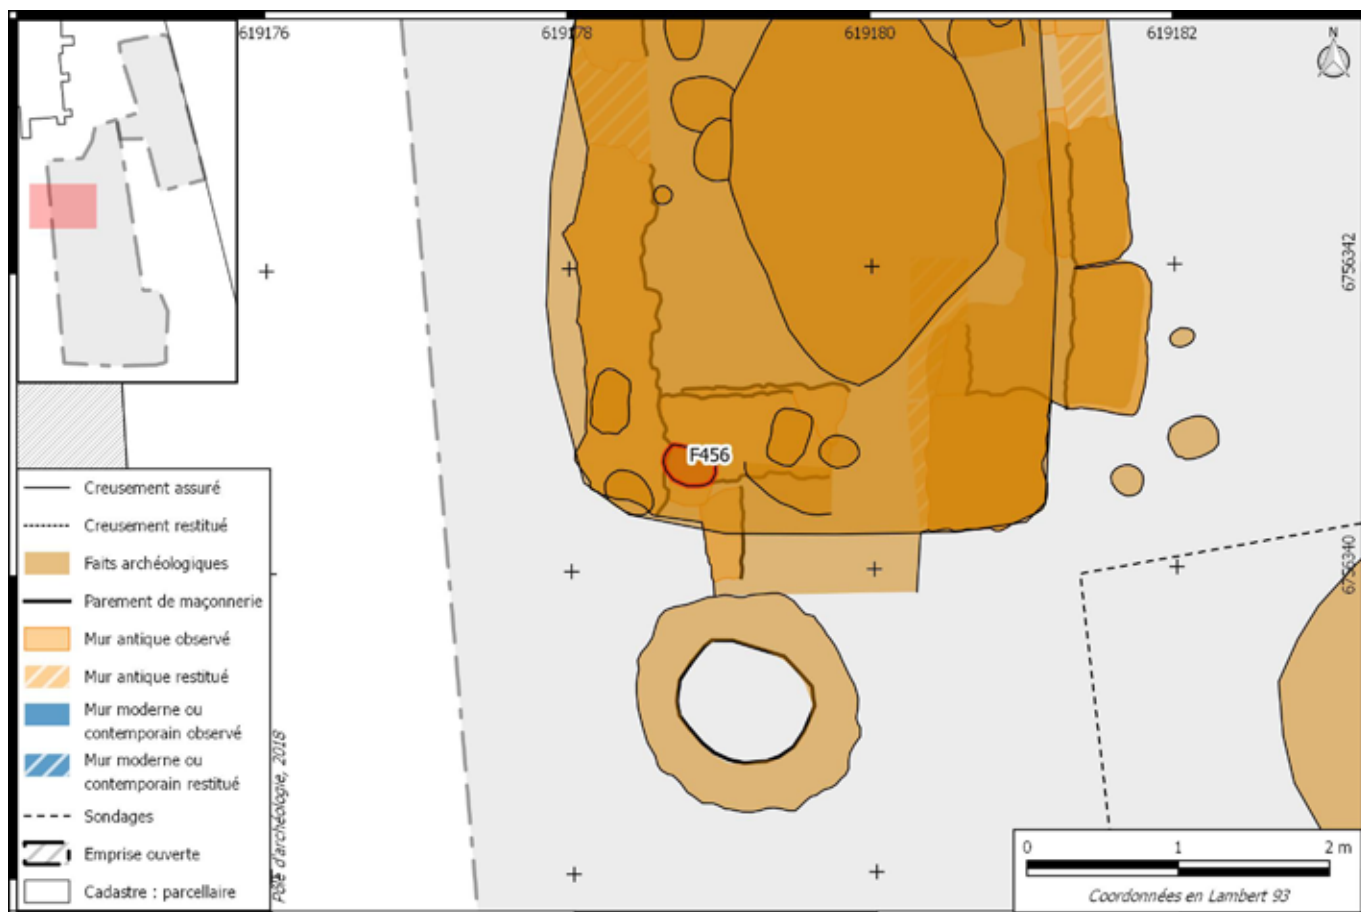 619176 619178 619180 619182
N
6756342
F456
6756340
Creusement assuré
Creusement restitué
Faits archéologiques
Parement de maçonnerie
Mur antique observé
Mur antique restitué
Mur moderne ou
contemporain observé
Mur moderne ou
contemporain restitué
Sondages
Emprise ouverte
Cadastre : parcellaire
Pôle d'archéologie, 2018
0 1 2 m
Coordonnées en Lambert 93